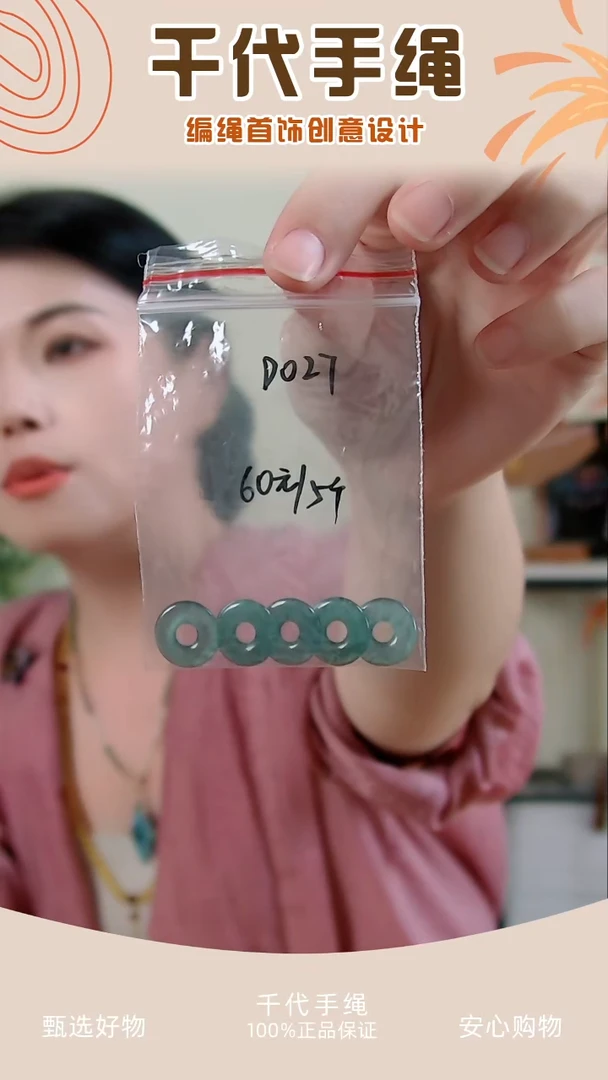 千代手绳
编绳首饰创意设计
D027
60元/5个
千代手绳
甄选好物
100%正品保证
安心购物